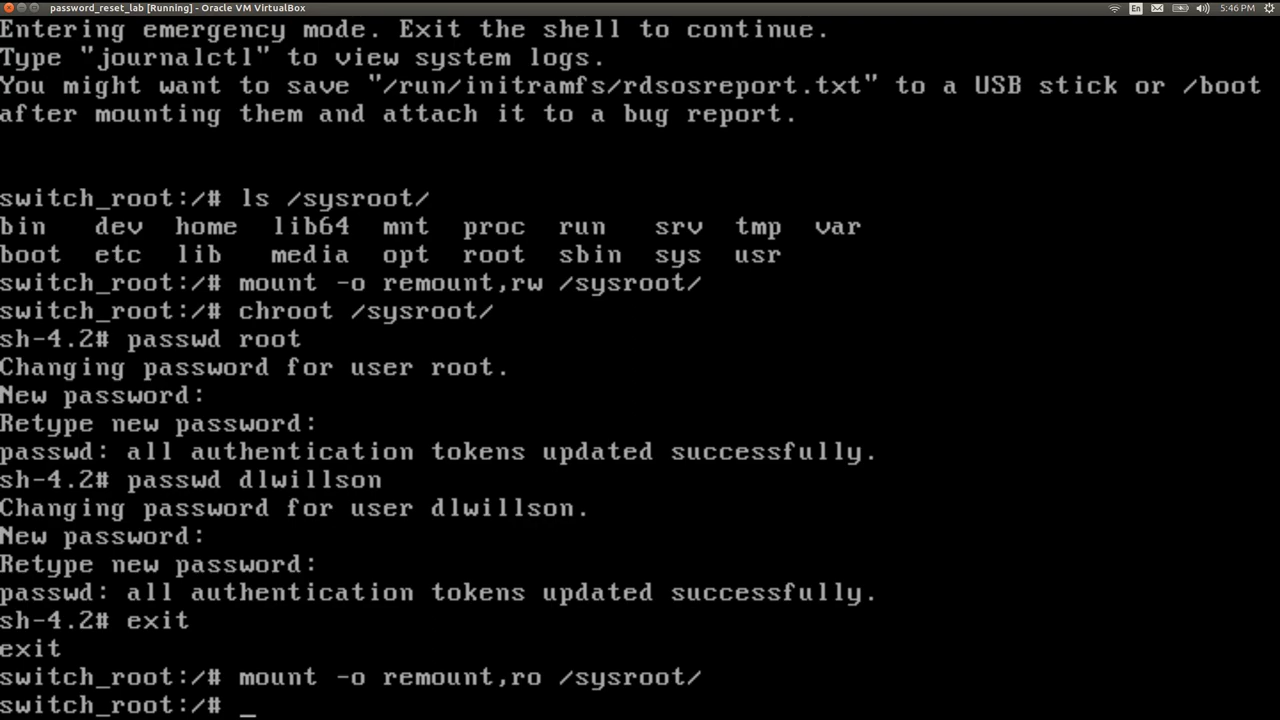 password_reset_lab [Running] - Oracle VM VirtualBox
En
5:46 PM
Entering emergency mode. Exit the shell to continue.
Type "journalctl" to view system logs.
You might want to save "/run/initramfs/rdsosreport.txt" to a USB stick or /boot
after mounting them and attach it to a bug report.
switch_root:/# ls /sysroot/
bin dev home lib64 mnt proc run srv tmp var
boot etc lib media opt root sbin sys usr
switch_root:/# mount -o remount,rw /sysroot/
switch_root:/# chroot /sysroot/
sh-4.2# passwd root
Changing password for user root.
New password:
Retype new password:
passwd: all authentication tokens updated successfully.
sh-4.2# passwd dlwillson
Changing password for user dlwillson.
New password:
Retype new password:
passwd: all authentication tokens updated successfully.
sh-4.2# exit
exit
switch_root:/# mount -o remount,ro /sysroot/
switch_root:/# _